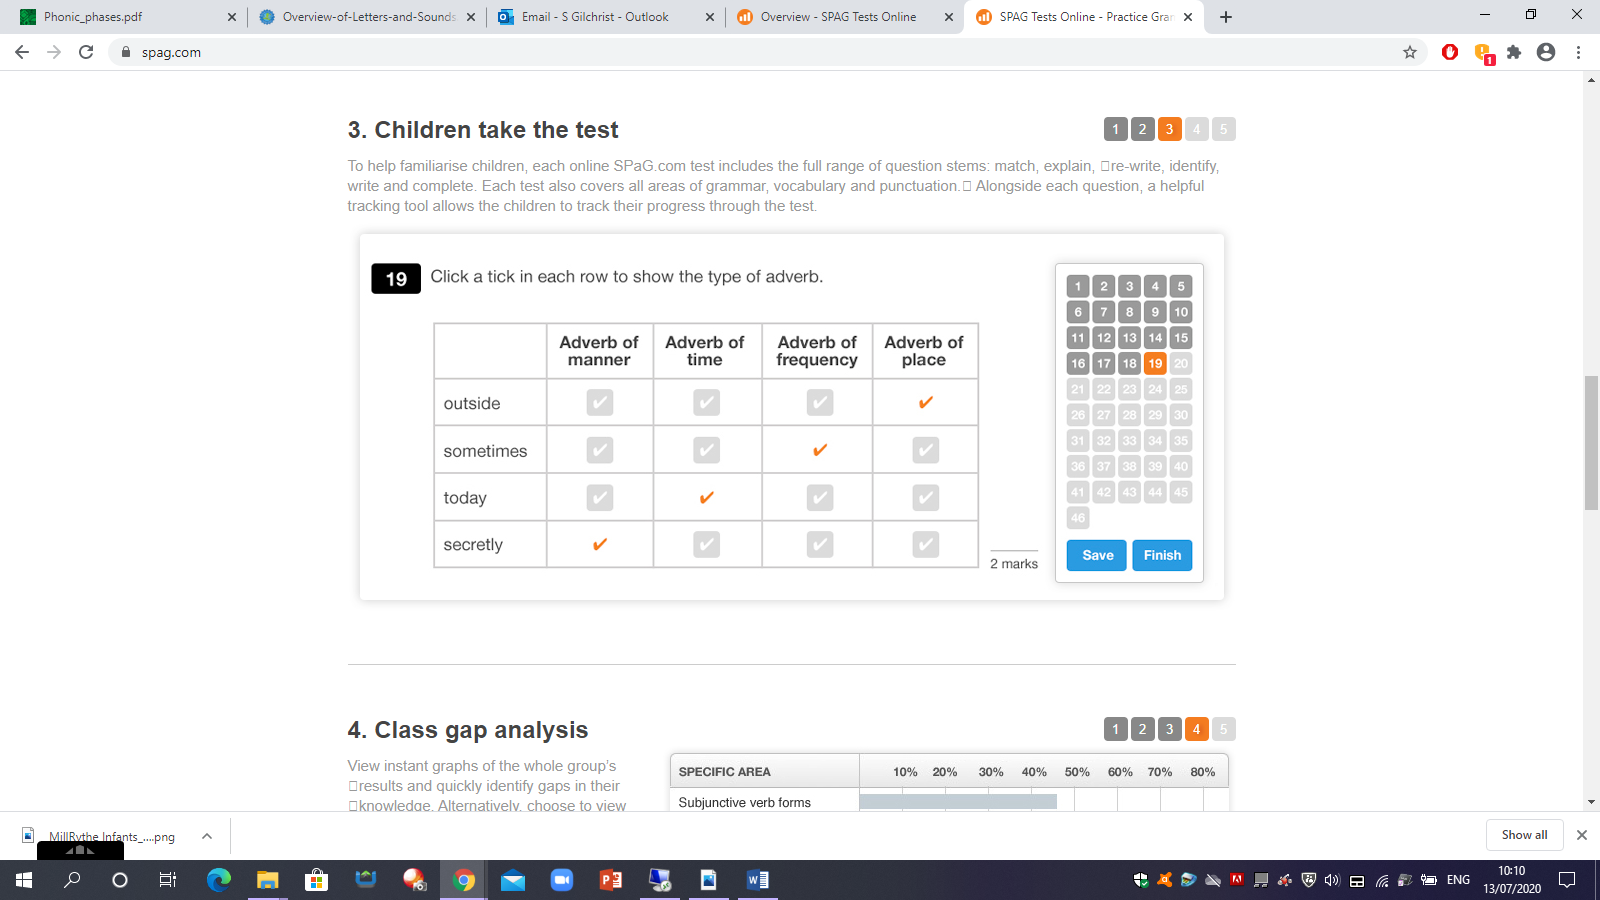 Phonic_phases.pdf
Overview-of-Letters-and-Sounds
Email - S Gilchrist - Outlook
Overview - SPAG Tests Online
SPAG Tests Online - Practice Gra
spag.com
1
3. Children take the test
1 2 3 4 5
To help familiarise children, each online SPaG.com test includes the full range of question stems: match, explain, re-write, identify,
write and complete. Each test also covers all areas of grammar, vocabulary and punctuation. Alongside each question, a helpful
tracking tool allows the children to track their progress through the test.
19 Click a tick in each row to show the type of adverb.
Adverb of manner
Adverb of time
Adverb of frequency
Adverb of place
outside
sometimes
today
secretly
2 marks
1 2 3 4 5
6 7 8 9 10
11 12 13 14 15
16 17 18 19 20
21 22 23 24 25
26 27 28 29 30
31 32 33 34 35
36 37 38 39 40
41 42 43 44 45
46
Save Finish
4. Class gap analysis
1 2 3 4 5
View instant graphs of the whole group's
results and quickly identify gaps in their
knowledge. Alternatively, choose to view
SPECIFIC AREA 10% 20% 30% 40% 50% 60% 70% 80%
Subjunctive verb forms
MillRythe Infants_....png
Show all
ENG
10:10
13/07/2020